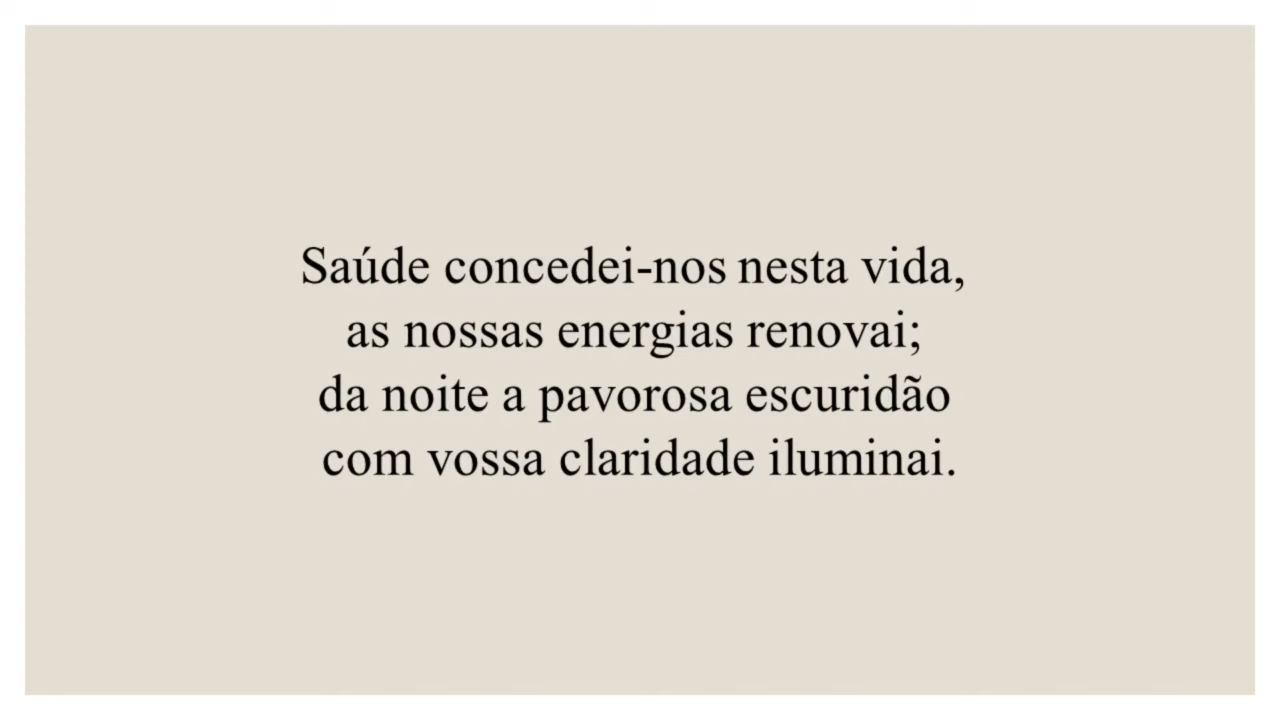 Saúde concedei-nos nesta vida,
as nossas energias renovai;
da noite a pavorosa escuridão
com vossa claridade iluminai.